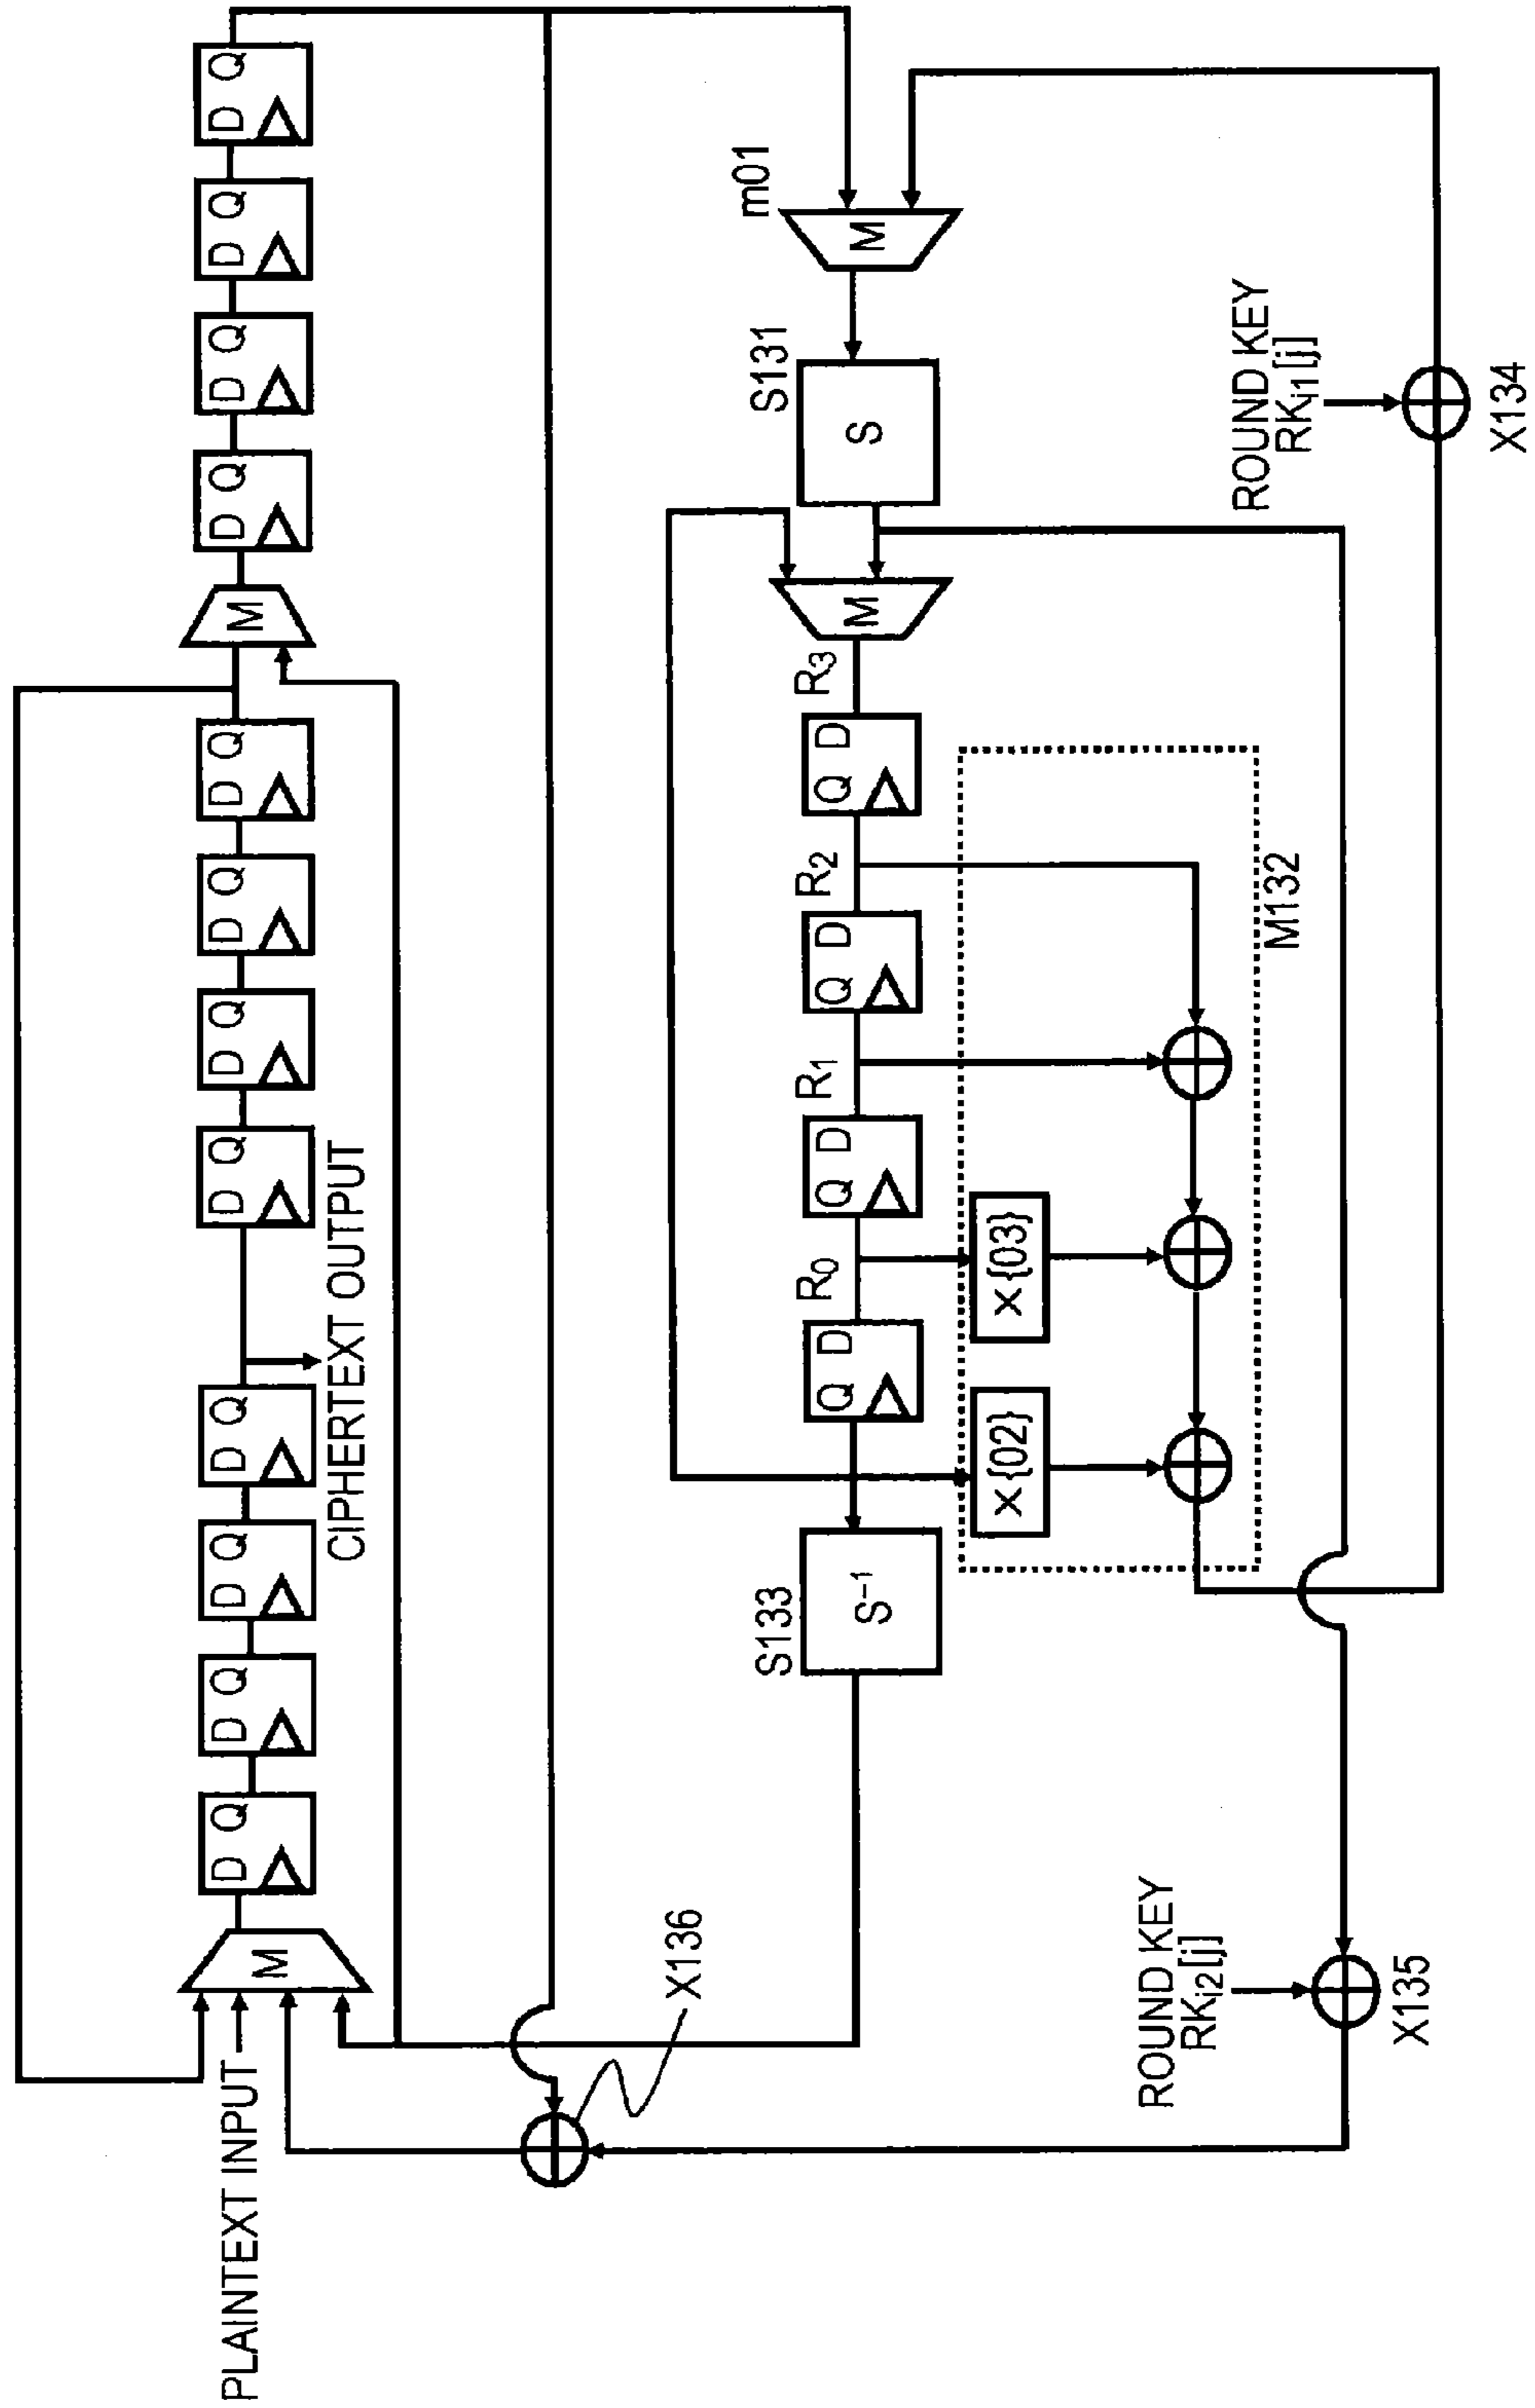 PLAINTEXT INPUT
M
D Q
D Q
D Q
D Q
CIPHERTEXT OUTPUT
D Q
D Q
D Q
D Q
M
D Q
D Q
D Q
D Q
X136
S133
S⁻¹
Q D
R₀
Q D
R₁
Q D
R₂
Q D
R₃
M
S131
S
m01
M
×{02}
×{03}
M132
ROUND KEY
RKᵢ₂[j]
X135
ROUND KEY
RKᵢ₁[j]
X134